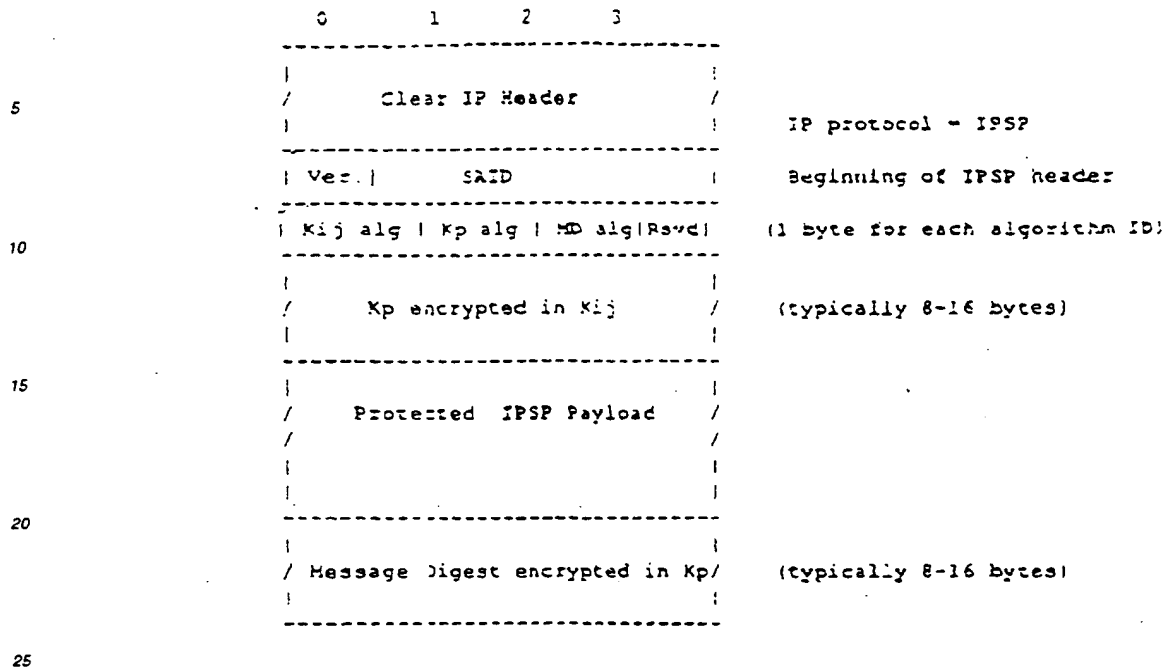 0 1 2 3
Clear IP Header
5
IP protocol = IPSP
| Ver.| SAID | Beginning of IPSP header
| Kij alg | Kp alg | MD alg|Rsvd| (1 byte for each algorithm ID)
10
/ Kp encrypted in Kij / (typically 8-16 bytes)
15
/ Protected IPSP Payload /
20
/ Message Digest encrypted in Kp/ (typically 8-16 bytes)
25